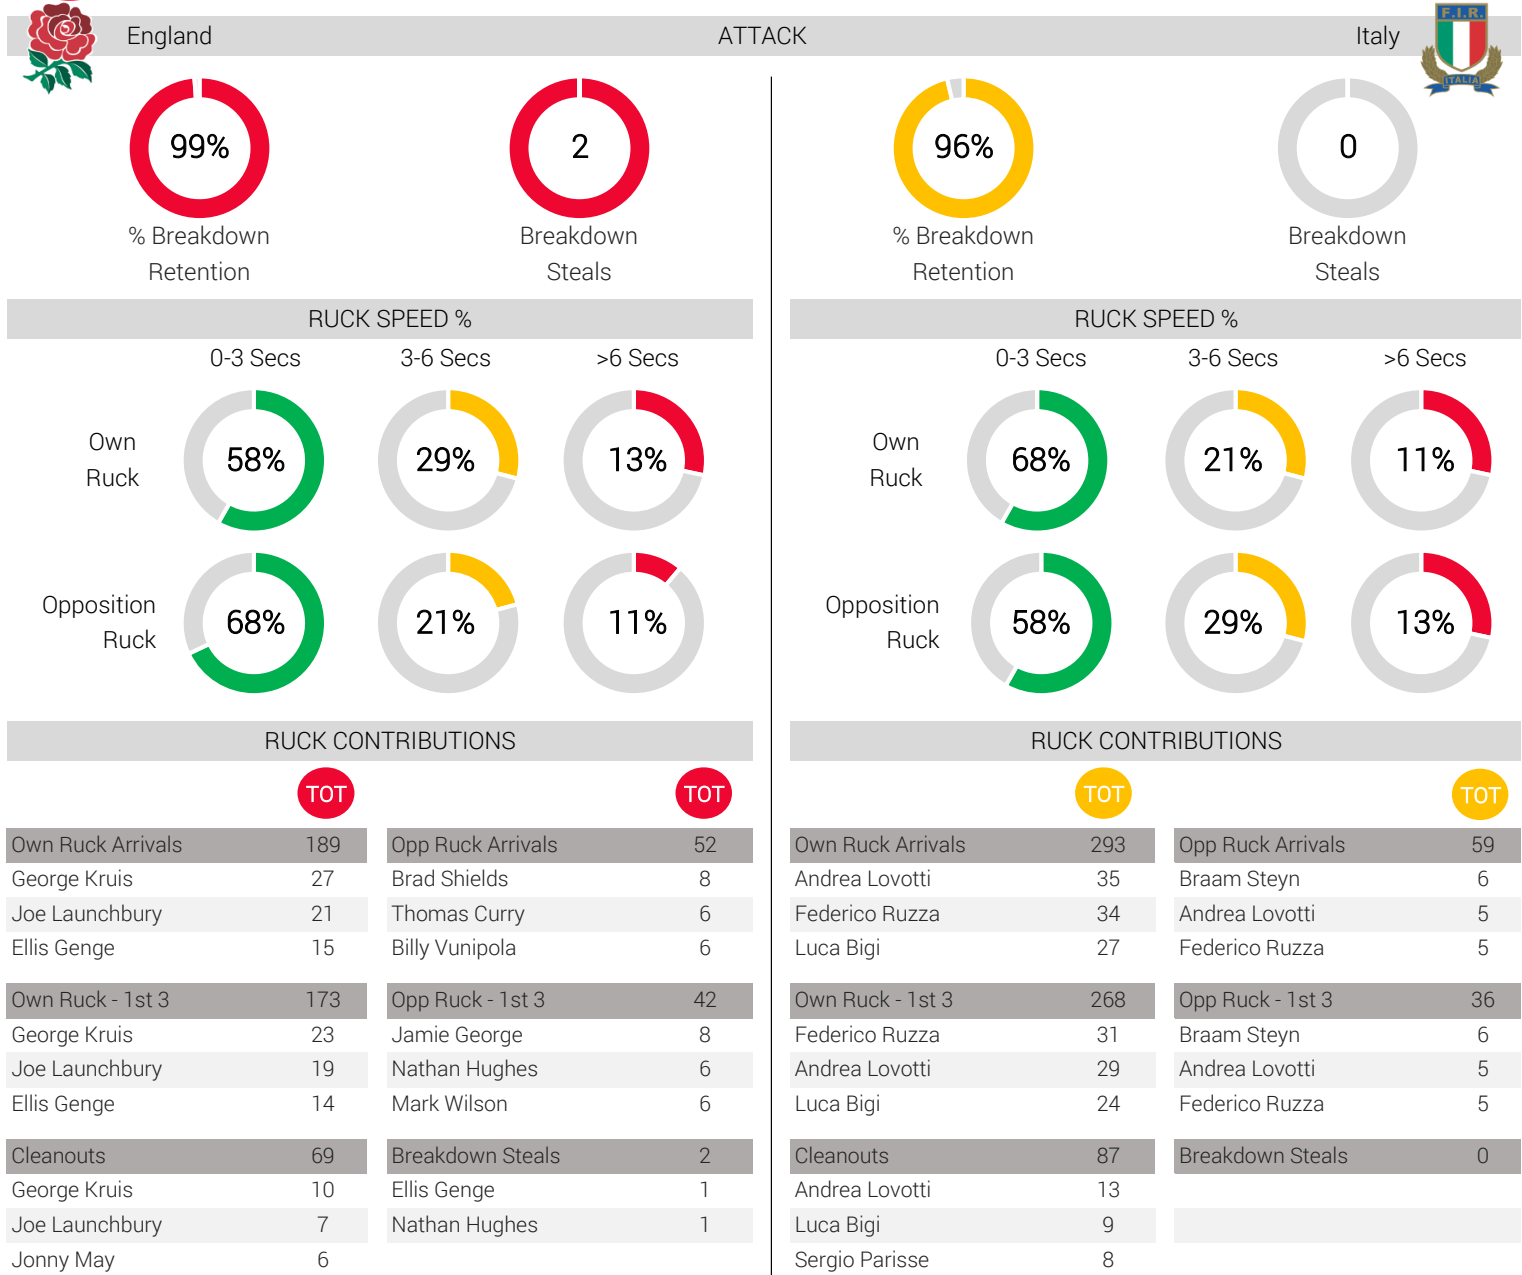 England ATTACK Italy
F.I.R.
ITALIA
99% 2
% Breakdown Retention
Breakdown Steals
96% 0
% Breakdown Retention
Breakdown Steals
RUCK SPEED %
0-3 Secs 3-6 Secs >6 Secs
Own Ruck 58% 29% 13%
Opposition Ruck 68% 21% 11%
RUCK SPEED %
0-3 Secs 3-6 Secs >6 Secs
Own Ruck 68% 21% 11%
Opposition Ruck 58% 29% 13%
RUCK CONTRIBUTIONS
TOT TOT
Own Ruck Arrivals 189 Opp Ruck Arrivals 52
George Kruis 27 Brad Shields 8
Joe Launchbury 21 Thomas Curry 6
Ellis Genge 15 Billy Vunipola 6
Own Ruck - 1st 3 173 Opp Ruck - 1st 3 42
George Kruis 23 Jamie George 8
Joe Launchbury 19 Nathan Hughes 6
Ellis Genge 14 Mark Wilson 6
Cleanouts 69 Breakdown Steals 2
George Kruis 10 Ellis Genge 1
Joe Launchbury 7 Nathan Hughes 1
Jonny May 6
RUCK CONTRIBUTIONS
TOT TOT
Own Ruck Arrivals 293 Opp Ruck Arrivals 59
Andrea Lovotti 35 Braam Steyn 6
Federico Ruzza 34 Andrea Lovotti 5
Luca Bigi 27 Federico Ruzza 5
Own Ruck - 1st 3 268 Opp Ruck - 1st 3 36
Federico Ruzza 31 Braam Steyn 6
Andrea Lovotti 29 Andrea Lovotti 5
Luca Bigi 24 Federico Ruzza 5
Cleanouts 87 Breakdown Steals 0
Andrea Lovotti 13
Luca Bigi 9
Sergio Parisse 8